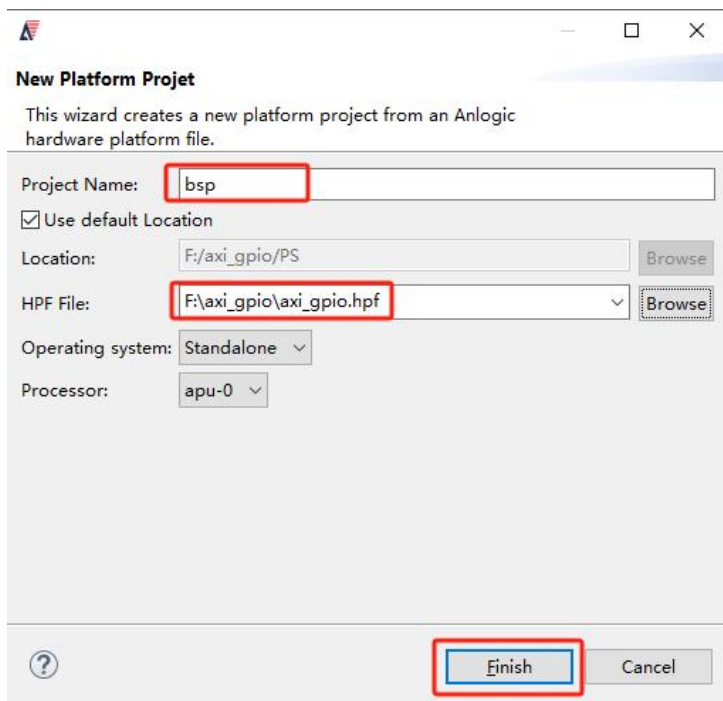 New Platform Projet
This wizard creates a new platform project from an Anlogic
hardware platform file.
Project Name: bsp
Use default Location
Location: F:/axi_gpio/PS Browse
HPF File: F:\axi_gpio\axi_gpio.hpf Browse
Operating system: Standalone
Processor: apu-0
? Finish Cancel